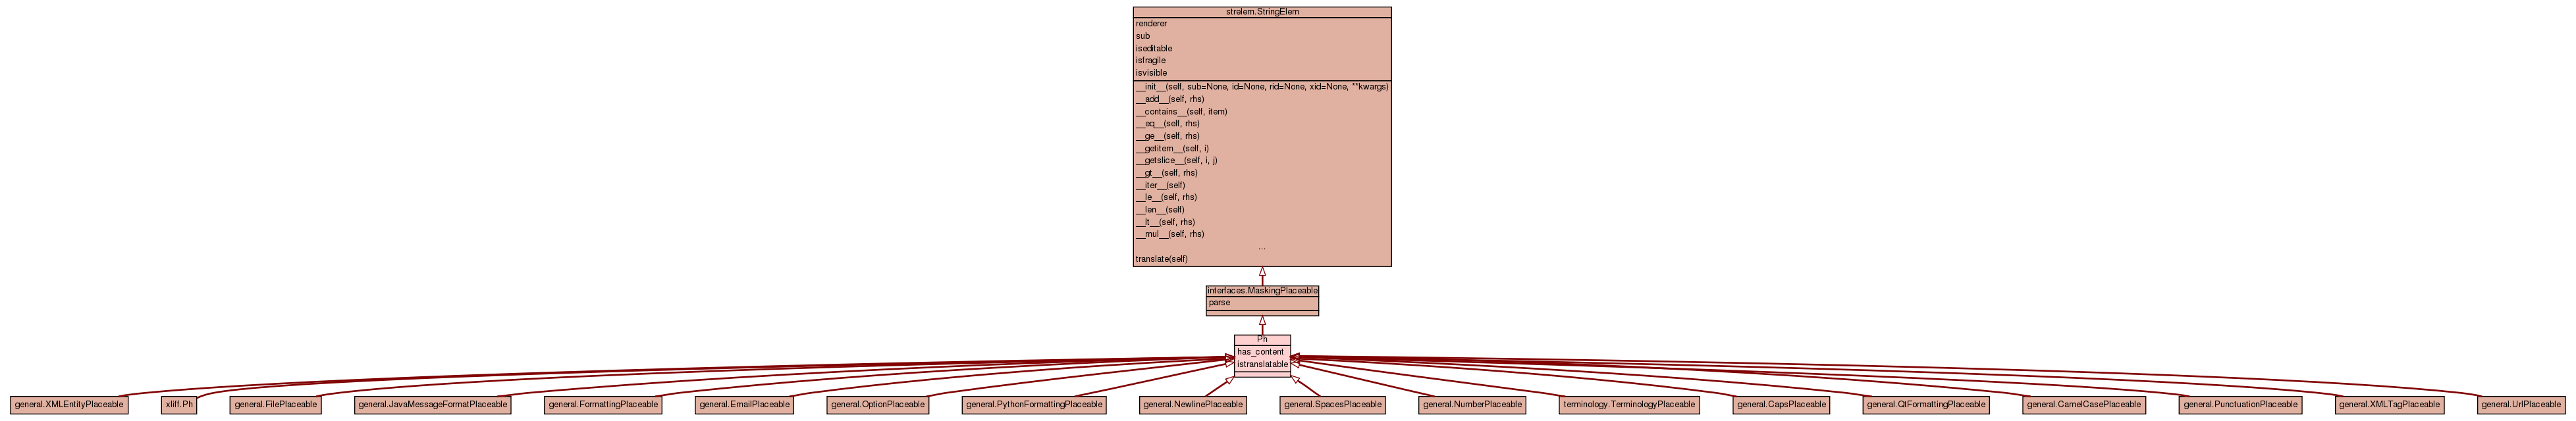 strelem.StringElem
renderer
sub
iseditable
isfragile
isvisible
__init__(self, sub=None, id=None, rid=None, xid=None, **kwargs)
__add__(self, rhs)
__contains__(self, item)
__eq__(self, rhs)
__ge__(self, rhs)
__getitem__(self, i)
__getslice__(self, i, j)
__gt__(self, rhs)
__iter__(self)
__le__(self, rhs)
__len__(self)
__lt__(self, rhs)
__mul__(self, rhs)
...
translate(self)
interfaces.MaskingPlaceable
parse
Ph
has_content
istranslatable
general.XMLEntityPlaceable
xliff.Ph
general.FilePlaceable
general.JavaMessageFormatPlaceable
general.FormattingPlaceable
general.EmailPlaceable
general.OptionPlaceable
general.PythonFormattingPlaceable
general.NewlinePlaceable
general.SpacesPlaceable
general.NumberPlaceable
terminology.TerminologyPlaceable
general.CapsPlaceable
general.QtFormattingPlaceable
general.CamelCasePlaceable
general.PunctuationPlaceable
general.XMLTagPlaceable
general.UrlPlaceable